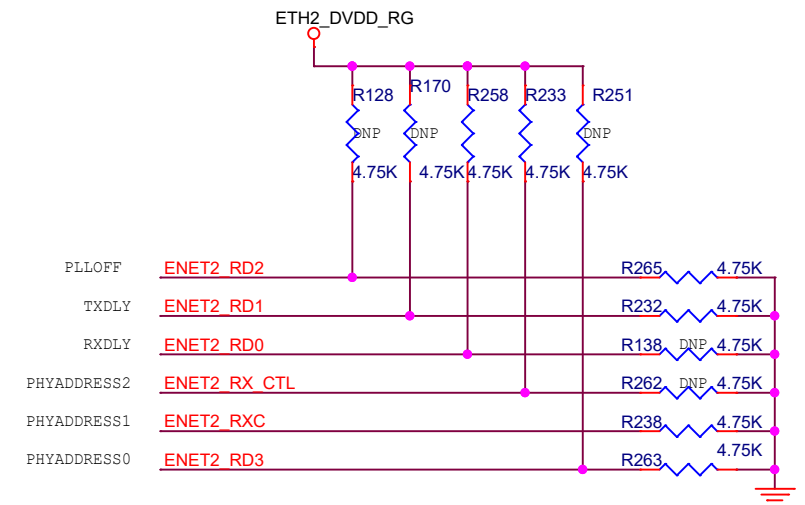 ETH2_DVDD_RG
R128 R170 R258 R233 R251
DNP DNP DNP
4.75K 4.75K 4.75K 4.75K 4.75K
PLLOFF ENET2_RD2 R265 4.75K
TXDLY ENET2_RD1 R232 4.75K
RXDLY ENET2_RD0 R138 DNP 4.75K
PHYADDRESS2 ENET2_RX_CTL R262 DNP 4.75K
PHYADDRESS1 ENET2_RXC R238 4.75K
PHYADDRESS0 ENET2_RD3 R263 4.75K